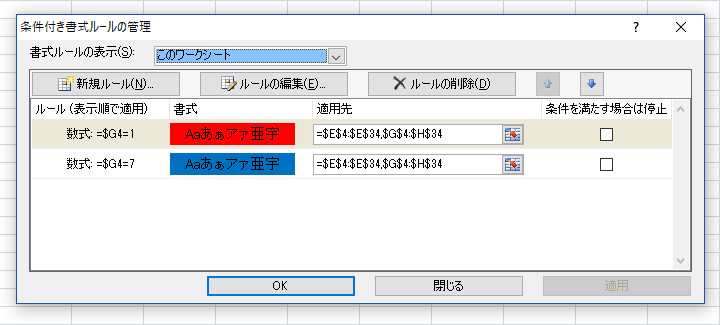 条件付き書式ルールの管理 ? ×
書式ルールの表示(S): このワークシート
新規ルール(N)... ルールの編集(E)... ルールの削除(D)
ルール (表示順で適用) 書式 適用先 条件を満たす場合は停止
数式: =$G4=1 Aaあぁアァ亜宇 =$E$4:$E$34,$G$4:$H$34
数式: =$G4=7 Aaあぁアァ亜宇 =$E$4:$E$34,$G$4:$H$34
OK 閉じる 適用